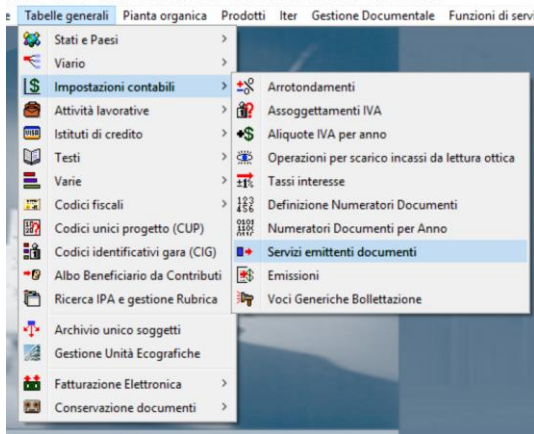 e Tabelle generali Pianta organica Prodotti Iter Gestione Documentale Funzioni di servi
Stati e Paesi
Viario
Impostazioni contabili
Attività lavorative
Istituti di credito
Testi
Varie
Codici fiscali
Codici unici progetto (CUP)
Codici identificativi gara (CIG)
Albo Beneficiario da Contributi
Ricerca IPA e gestione Rubrica
Archivio unico soggetti
Gestione Unità Ecografiche
Fatturazione Elettronica
Conservazione documenti
Arrotondamenti
Assoggettamenti IVA
Aliquote IVA per anno
Operazioni per scarico incassi da lettura ottica
Tassi interesse
Definizione Numeratori Documenti
Numeratori Documenti per Anno
Servizi emittenti documenti
Emissioni
Voci Generiche Bollettazione